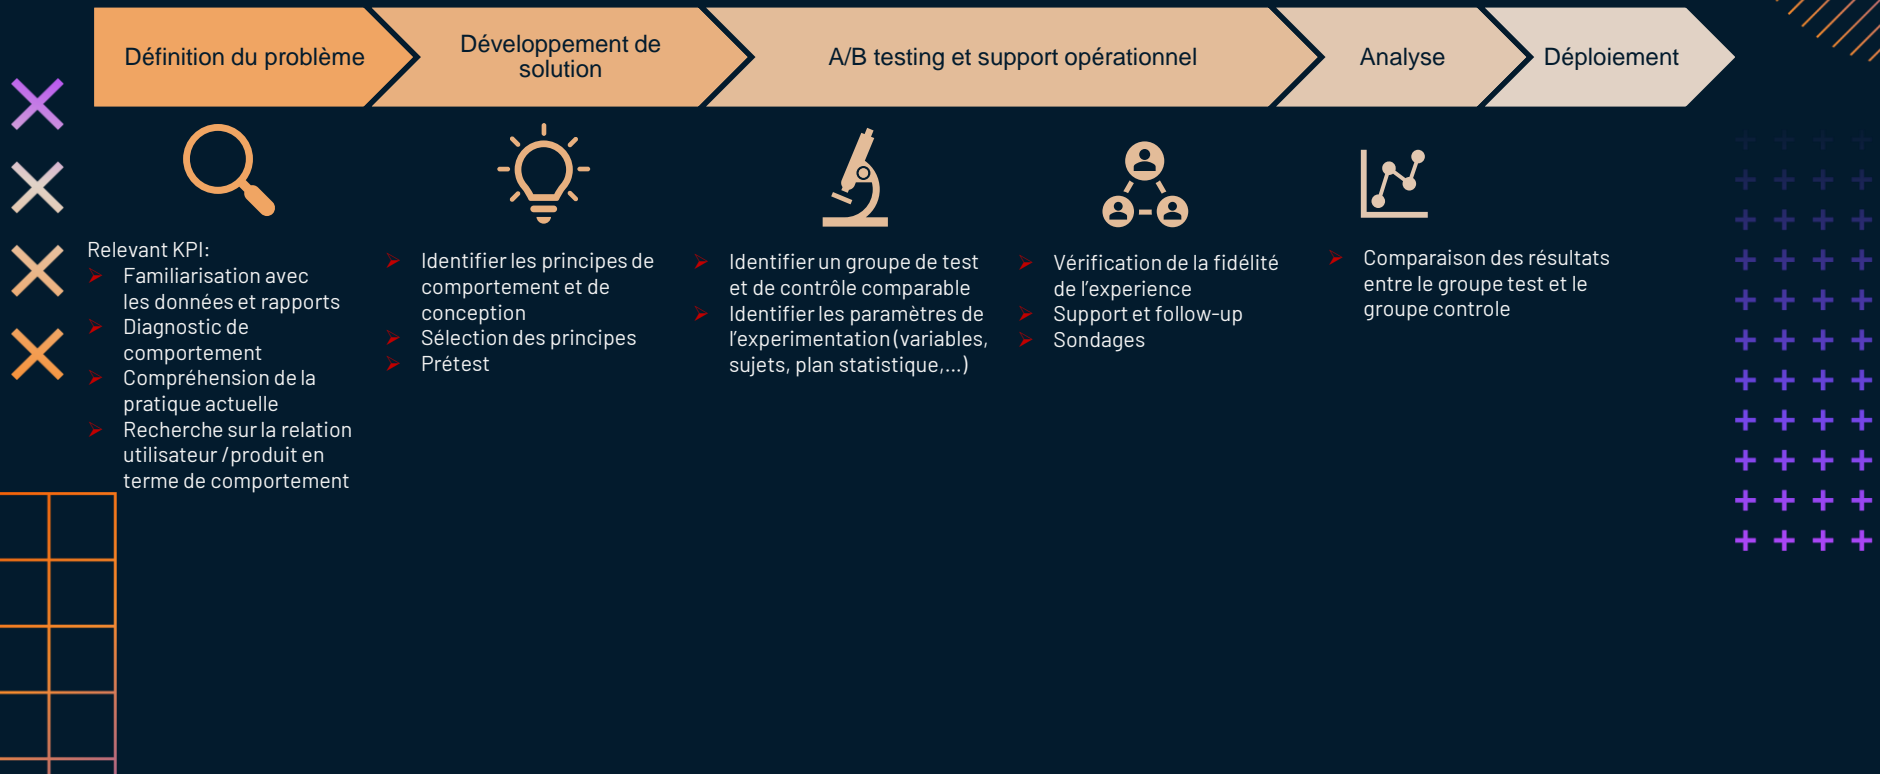 Définition du problème
Développement de
solution
A/B testing et support opérationnel
Analyse
Déploiement
Relevant KPI:
Familiarisation avec
les données et rapports
Diagnostic de
comportement
Compréhension de la
pratique actuelle
Recherche sur la relation
utilisateur /produit en
terme de comportement
Identifier les principes de
comportement et de
conception
Sélection des principes
Prétest
Identifier un groupe de test
et de contrôle comparable
Identifier les paramètres de
l’experimentation (variables,
sujets, plan statistique,...)
Vérification de la fidélité
de l’experience
Support et follow-up
Sondages
Comparaison des résultats
entre le groupe test et le
groupe controle